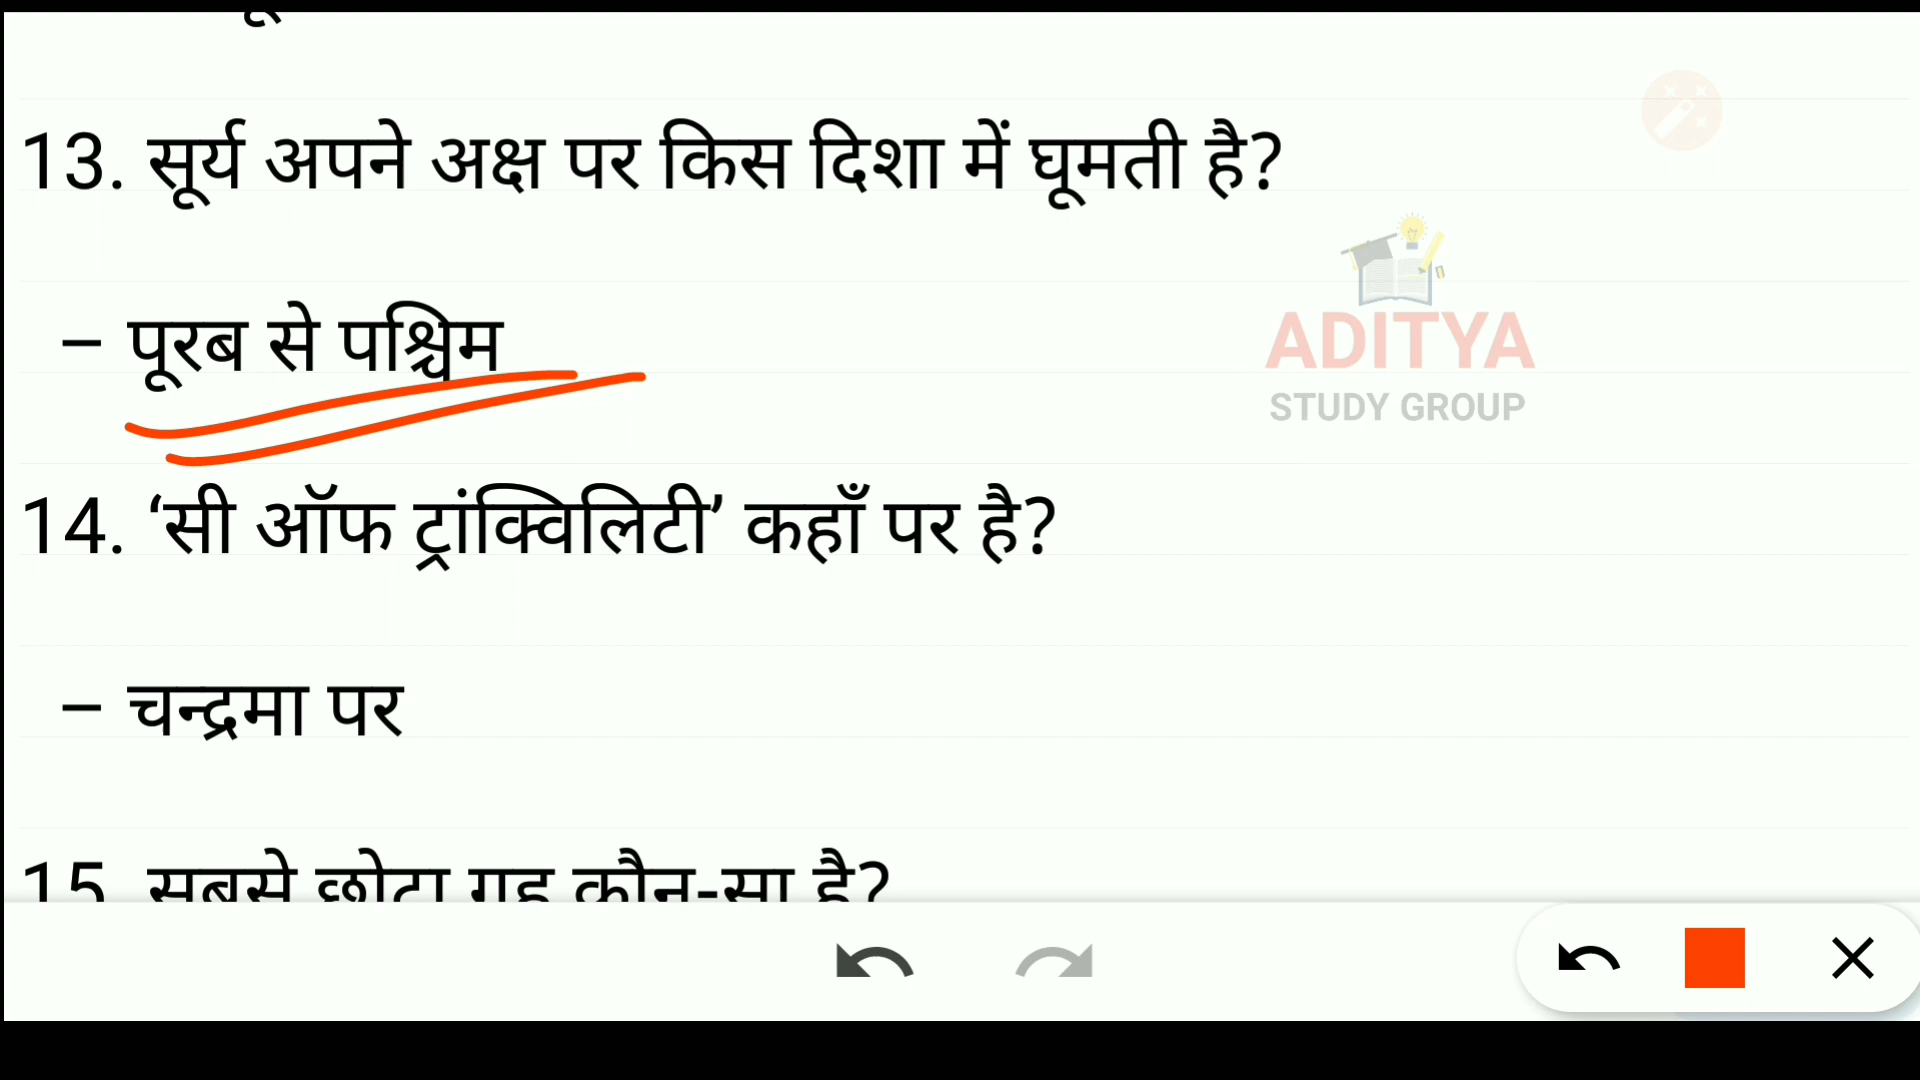 13. सूर्य अपने अक्ष पर किस दिशा में घूमती है?
– पूरब से पश्चिम
ADITYA
STUDY GROUP
14. ‘सी ऑफ ट्रांक्विलिटी’ कहाँ पर है?
– चन्द्रमा पर
15. सबसे छोटा ग्रह कौन-सा है?